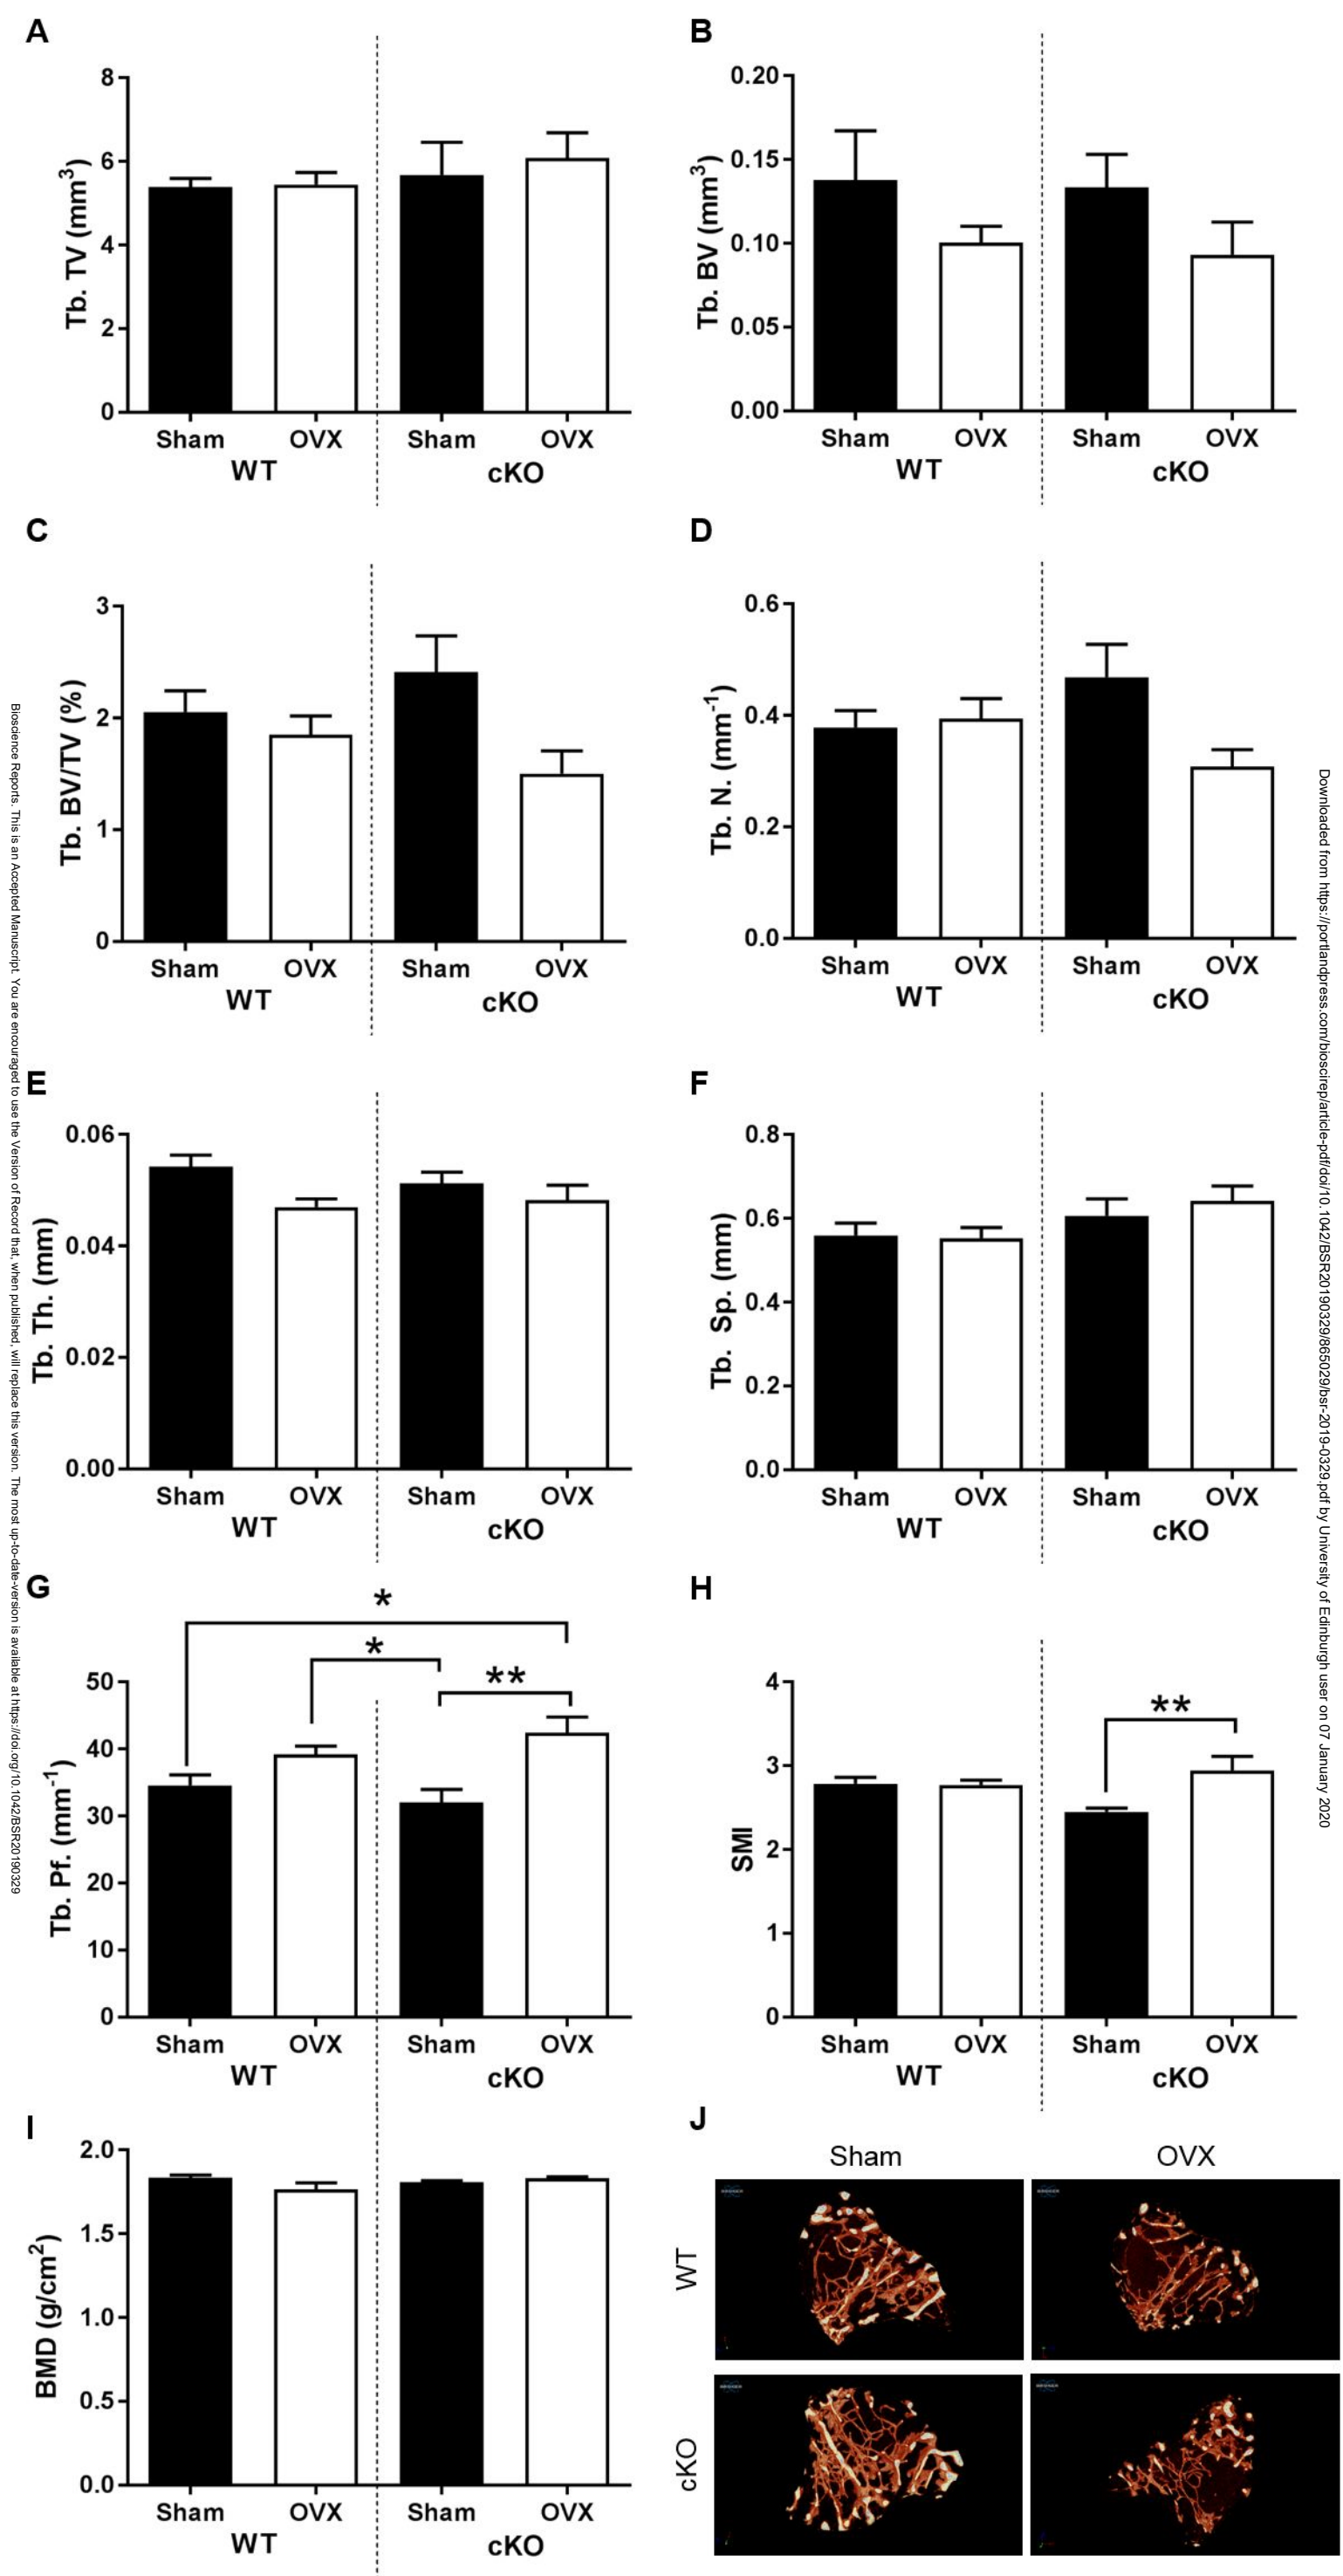 A
Tb. TV (mm3)
8
6
4
2
0
Sham OVX Sham OVX
WT cKO
B
Tb. BV (mm3)
0.20
0.15
0.10
0.05
0.00
Sham OVX Sham OVX
WT cKO
C
Tb. BV/TV (%)
3
2
1
0
Sham OVX Sham OVX
WT cKO
D
Tb. N. (mm-1)
0.6
0.4
0.2
0.0
Sham OVX Sham OVX
WT cKO
E
Tb. Th. (mm)
0.06
0.04
0.02
0.00
Sham OVX Sham OVX
WT cKO
F
Tb. Sp. (mm)
0.8
0.6
0.4
0.2
0.0
Sham OVX Sham OVX
WT cKO
G
*
*
**
Tb. Pf. (mm-1)
50
40
30
20
10
0
Sham OVX Sham OVX
WT cKO
H
**
SMI
4
3
2
1
0
Sham OVX Sham OVX
WT cKO
I
BMD (g/cm2)
2.0
1.5
1.0
0.5
0.0
Sham OVX Sham OVX
WT cKO
J
Sham OVX
WT
cKO
Bioscience Reports. This is an Accepted Manuscript. You are encouraged to use the Version of Record that, when published, will replace this version. The most up-to-date-version is available at https://doi.org/10.1042/BSR20190329
Downloaded from https://portlandpress.com/bioscirep/article-pdf/doi/10.1042/BSR20190329/865029/bsr-2019-0329.pdf by University of Edinburgh user on 07 January 2020